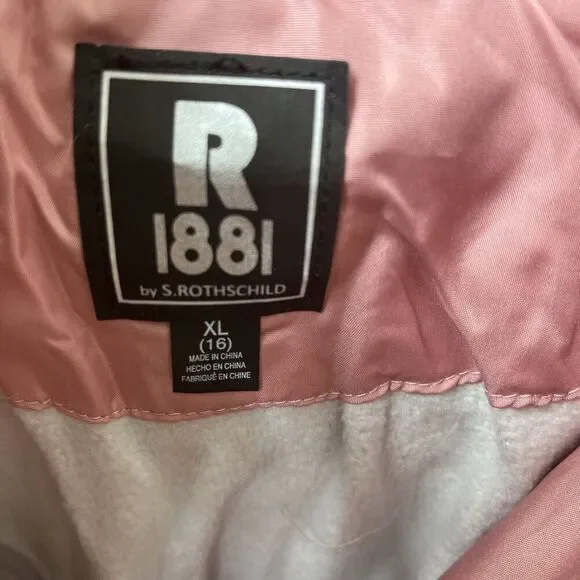 R
1881
by S.ROTHSCHILD
XL
(16)
MADE IN CHINA
HECHO EN CHINA
FABRIQUÉ EN CHINE